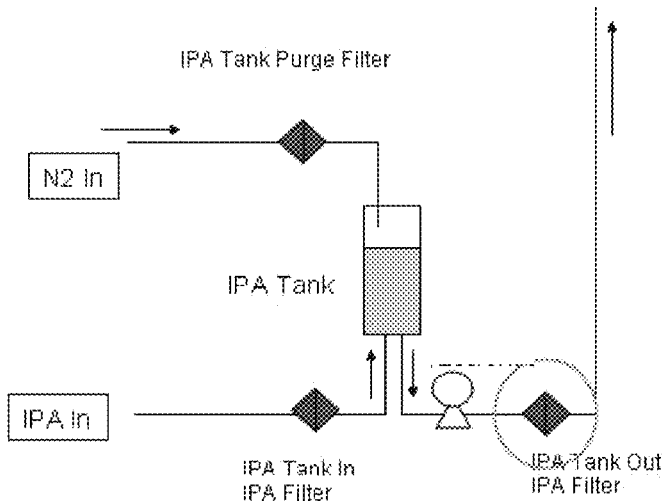 IPA Tank Purge Filter
N2 In
IPA Tank
IPA In
IPA Tank In
IPA Filter
IPA Tank Out
IPA Filter